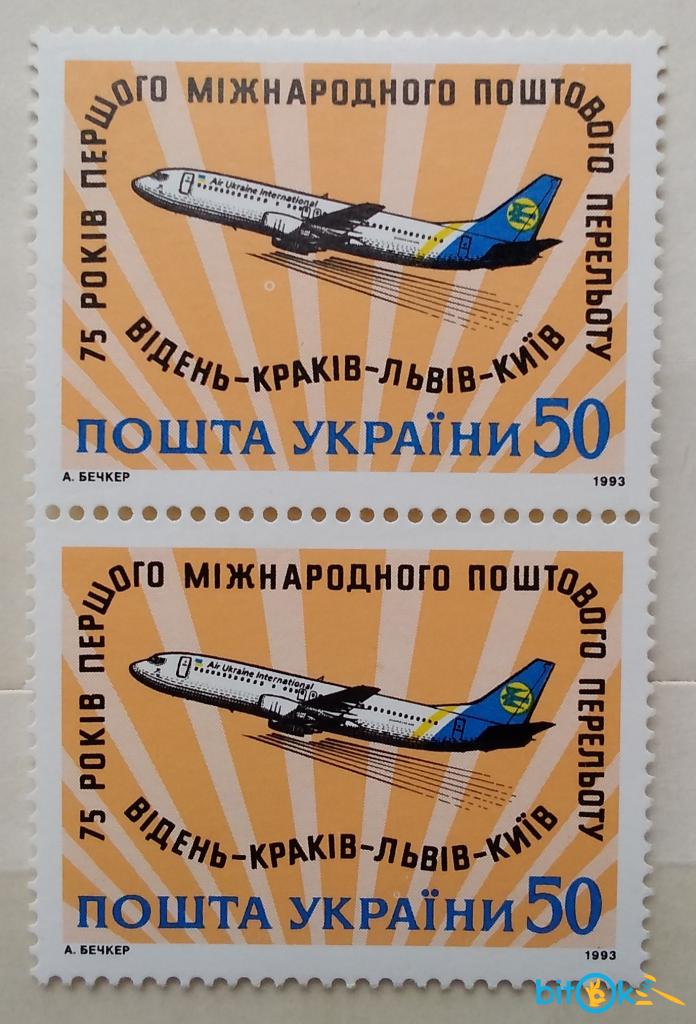 75 РОКІВ ПЕРШОГО МІЖНАРОДНОГО ПОШТОВОГО ПЕРЕЛЬОТУ
Air Ukraine International
ВІДЕНЬ-КРАКІВ-ЛЬВІВ-КИЇВ
ПОШТА УКРАЇНИ 50
А. БЕЧКЕР
1993
75 РОКІВ ПЕРШОГО МІЖНАРОДНОГО ПОШТОВОГО ПЕРЕЛЬОТУ
Air Ukraine International
ВІДЕНЬ-КРАКІВ-ЛЬВІВ-КИЇВ
ПОШТА УКРАЇНИ 50
А. БЕЧКЕР
1993